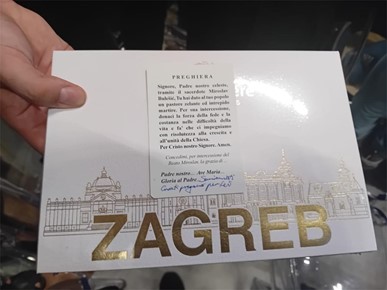 PREGHIERA
Signore, Padre nostro celeste,
tramite il sacerdote Miroslav
Bulešić, Tu hai dato al tuo popolo
un pastore zelante ed intrepido
martire. Per sua intercessione,
donaci la forza della fede e la
costanza nelle difficoltà della
vita e fa' che ci impegniamo
con risolutezza alla crescita e
all'unità della Chiesa.
Per Cristo nostro Signore. Amen.
Concedimi, per intercessione del
Beato Miroslav, la grazia di ...
Padre nostro... Ave Maria...
Gloria al Padre...
per
ZAGREB